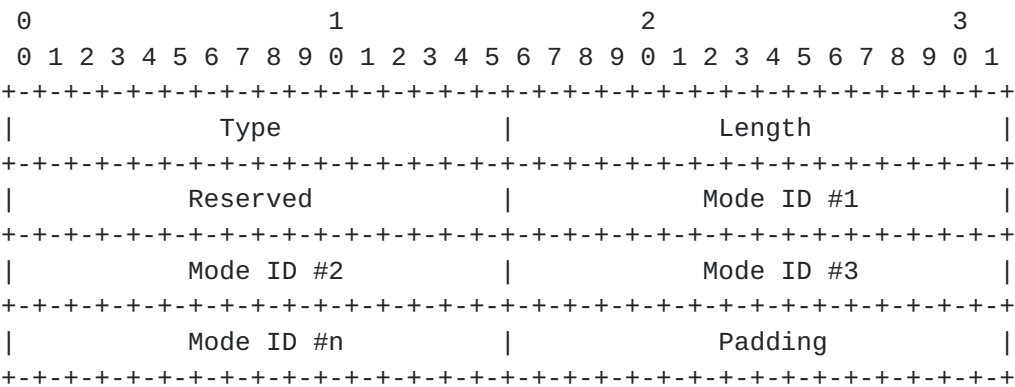 0                   1                   2                   3
 0 1 2 3 4 5 6 7 8 9 0 1 2 3 4 5 6 7 8 9 0 1 2 3 4 5 6 7 8 9 0 1
+-+-+-+-+-+-+-+-+-+-+-+-+-+-+-+-+-+-+-+-+-+-+-+-+-+-+-+-+-+-+-+-+
|             Type              |             Length            |
+-+-+-+-+-+-+-+-+-+-+-+-+-+-+-+-+-+-+-+-+-+-+-+-+-+-+-+-+-+-+-+-+
|           Reserved            |            Mode ID #1         |
+-+-+-+-+-+-+-+-+-+-+-+-+-+-+-+-+-+-+-+-+-+-+-+-+-+-+-+-+-+-+-+-+
|           Mode ID #2          |            Mode ID #3         |
+-+-+-+-+-+-+-+-+-+-+-+-+-+-+-+-+-+-+-+-+-+-+-+-+-+-+-+-+-+-+-+-+
|           Mode ID #n          |             Padding           |
+-+-+-+-+-+-+-+-+-+-+-+-+-+-+-+-+-+-+-+-+-+-+-+-+-+-+-+-+-+-+-+-+